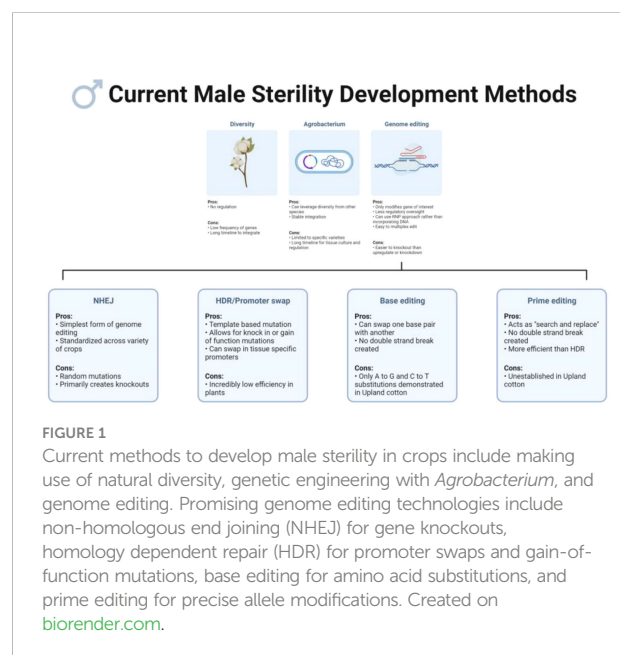 Current Male Sterility Development Methods
Diversity
Pros:
• No regulation
Cons:
• Low frequency of genes
• Long timeline to integrate
Agrobacterium
Pros:
• Can leverage diversity from other
species
• Stable integration
Cons:
• Limited to specific varieties
• Long timeline for tissue culture and
regulation
Genome editing
Pros:
• Only modifies gene of interest
• Less regulatory oversight
• Can use RNP approach rather than
incorporating DNA
• Easy to multiplex edit
Cons:
• Easier to knockout than
upregulate or knockdown
NHEJ
Pros:
• Simplest form of genome
editing
• Standardized across variety
of crops
Cons:
• Random mutations
• Primarily creates knockouts
HDR/Promoter swap
Pros:
• Template based mutation
• Allows for knock in or gain
of function mutations
• Can swap in tissue specific
promoters
Cons:
• Incredibly low efficiency in
plants
Base editing
Pros:
• Can swap one base pair
with another
• No double strand break
created
Cons:
• Only A to G and C to T
substitutions demonstrated
in Upland cotton
Prime editing
Pros:
• Acts as "search and replace"
• No double strand break
created
• More efficient than HDR
Cons:
• Unestablished in Upland
cotton
FIGURE 1
Current methods to develop male sterility in crops include making
use of natural diversity, genetic engineering with Agrobacterium, and
genome editing. Promising genome editing technologies include
non-homologous end joining (NHEJ) for gene knockouts,
homology dependent repair (HDR) for promoter swaps and gain-of-
function mutations, base editing for amino acid substitutions, and
prime editing for precise allele modifications. Created on
biorender.com.